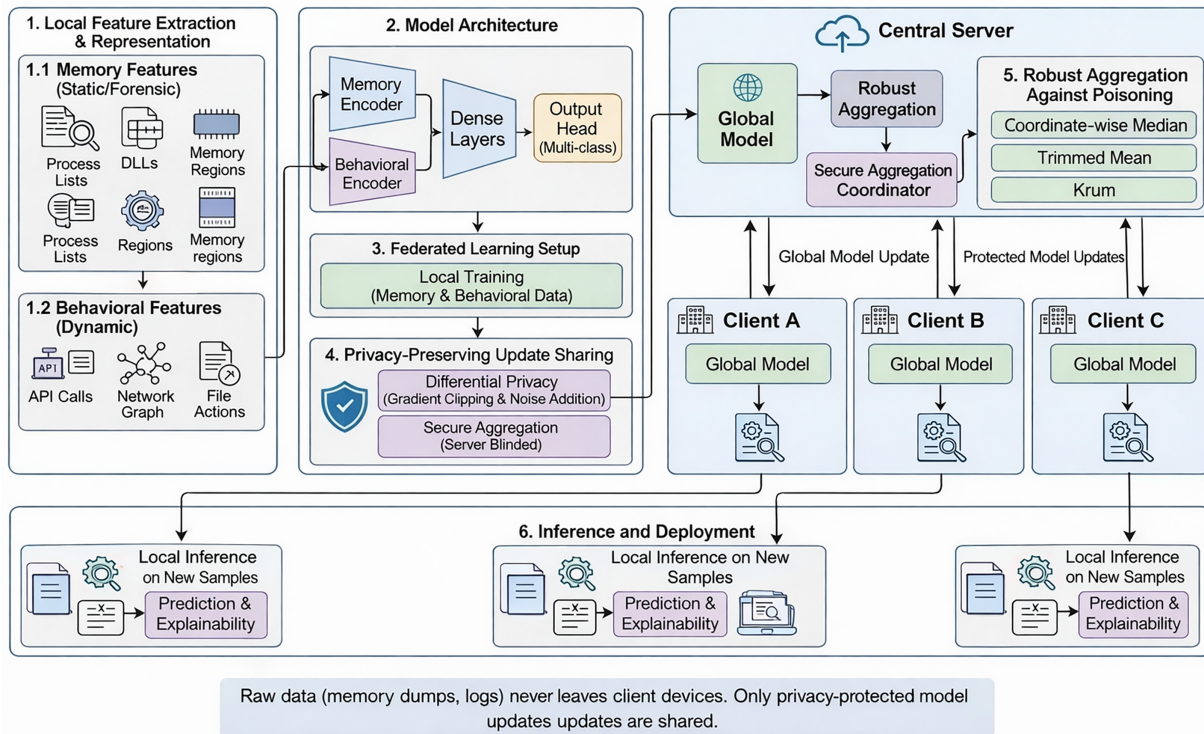 1. Local Feature Extraction
& Representation
1.1 Memory Features
(Static/Forensic)
Process
Lists
DLLs
Memory
Regions
Process
Lists
Regions
Memory
regions
1.2 Behavioral Features
(Dynamic)
API
API Calls
Network
Graph
File
Actions
2. Model Architecture
Memory
Encoder
Behavioral
Encoder
Dense
Layers
Output
Head
(Multi-class)
3. Federated Learning Setup
Local Training
(Memory & Behavioral Data)
4. Privacy-Preserving Update Sharing
Differential Privacy
(Gradient Clipping & Noise Addition)
Secure Aggregation
(Server Blinded)
Central Server
Global
Model
Robust
Aggregation
Secure Aggregation
Coordinator
5. Robust Aggregation
Against Poisoning
Coordinate-wise Median
Trimmed Mean
Krum
Global Model Update
Protected Model Updates
Client A
Global Model
Client B
Global Model
Client C
Global Model
6. Inference and Deployment
Local Inference
on New Samples
x
Prediction &
Explainability
Local Inference on New
Samples
x
Prediction &
Explainability
Local Inference
on New Samples
x
Prediction &
Explainability
Raw data (memory dumps, logs) never leaves client devices. Only privacy-protected model
updates updates are shared.